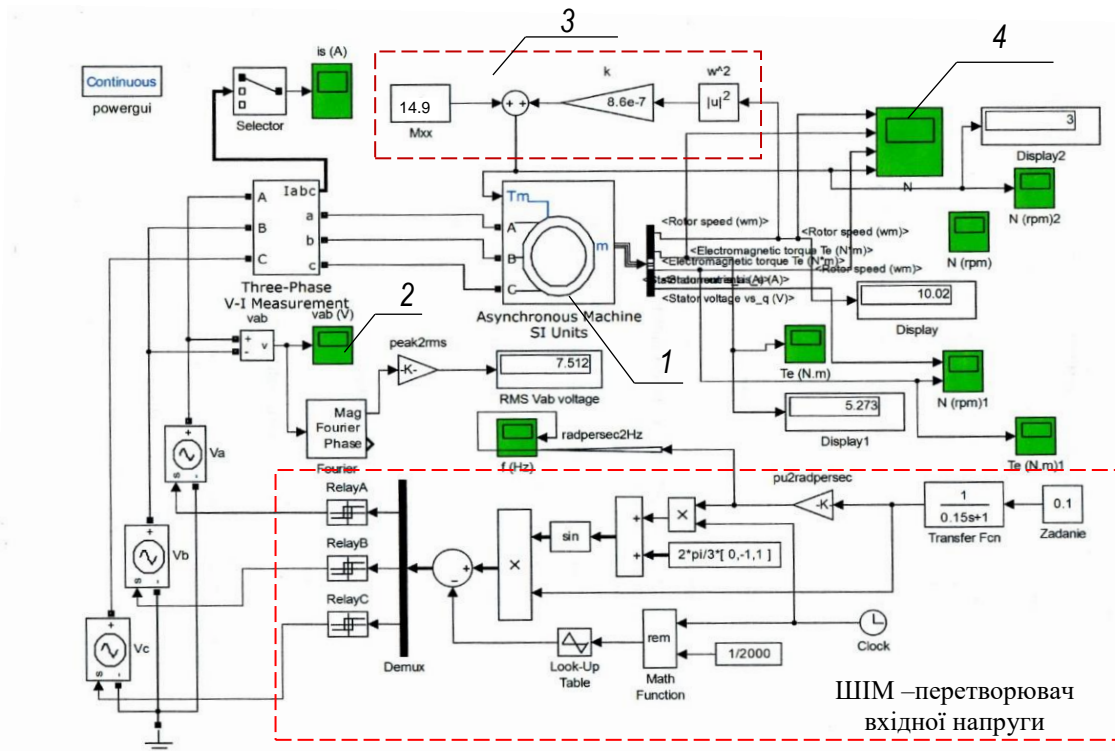 3
4
is (A)
k
w^2
Continuous
powergui
Selector
14.9
Mxx
+ +
8.6e-7
|u|²
3
Display2
N
N (rpm)2
Iabc
A
B
C
a
b
c
Three-Phase
V-I Measurement
Tm
A
B
C
m
Asynchronous Machine
SI Units
<Rotor speed (wm)>
<Rotor speed (wm)>
<Electromagnetic torque Te (N*m)>
<Electromagnetic torque Te (N*m)>
<Rotor speed (wm)>
<Stator voltage vs_q (V)>
N (rpm)
10.02
Display
vab
+
-
v
vab (V)
2
1
peak2rms
-K-
7.512
RMS Vab voltage
Te (N.m)
N (rpm)1
Mag
Fourier
Phase
Fourier
radpersec2Hz
f (Hz)
5.273
Display1
Te (N.m)1
+
s
-
Va
+
s
-
Vb
+
s
-
Vc
RelayA
RelayB
RelayC
Demux
+
−
×
sin
+
+
×
2*pi/3*[ 0,-1,1 ]
pu2radpersec
-K-
1
0.15s+1
Transfer Fcn
0.1
Zadanie
Look-Up
Table
rem
Math
Function
1/2000
Clock
ШІМ –перетворювач
вхідної напруги